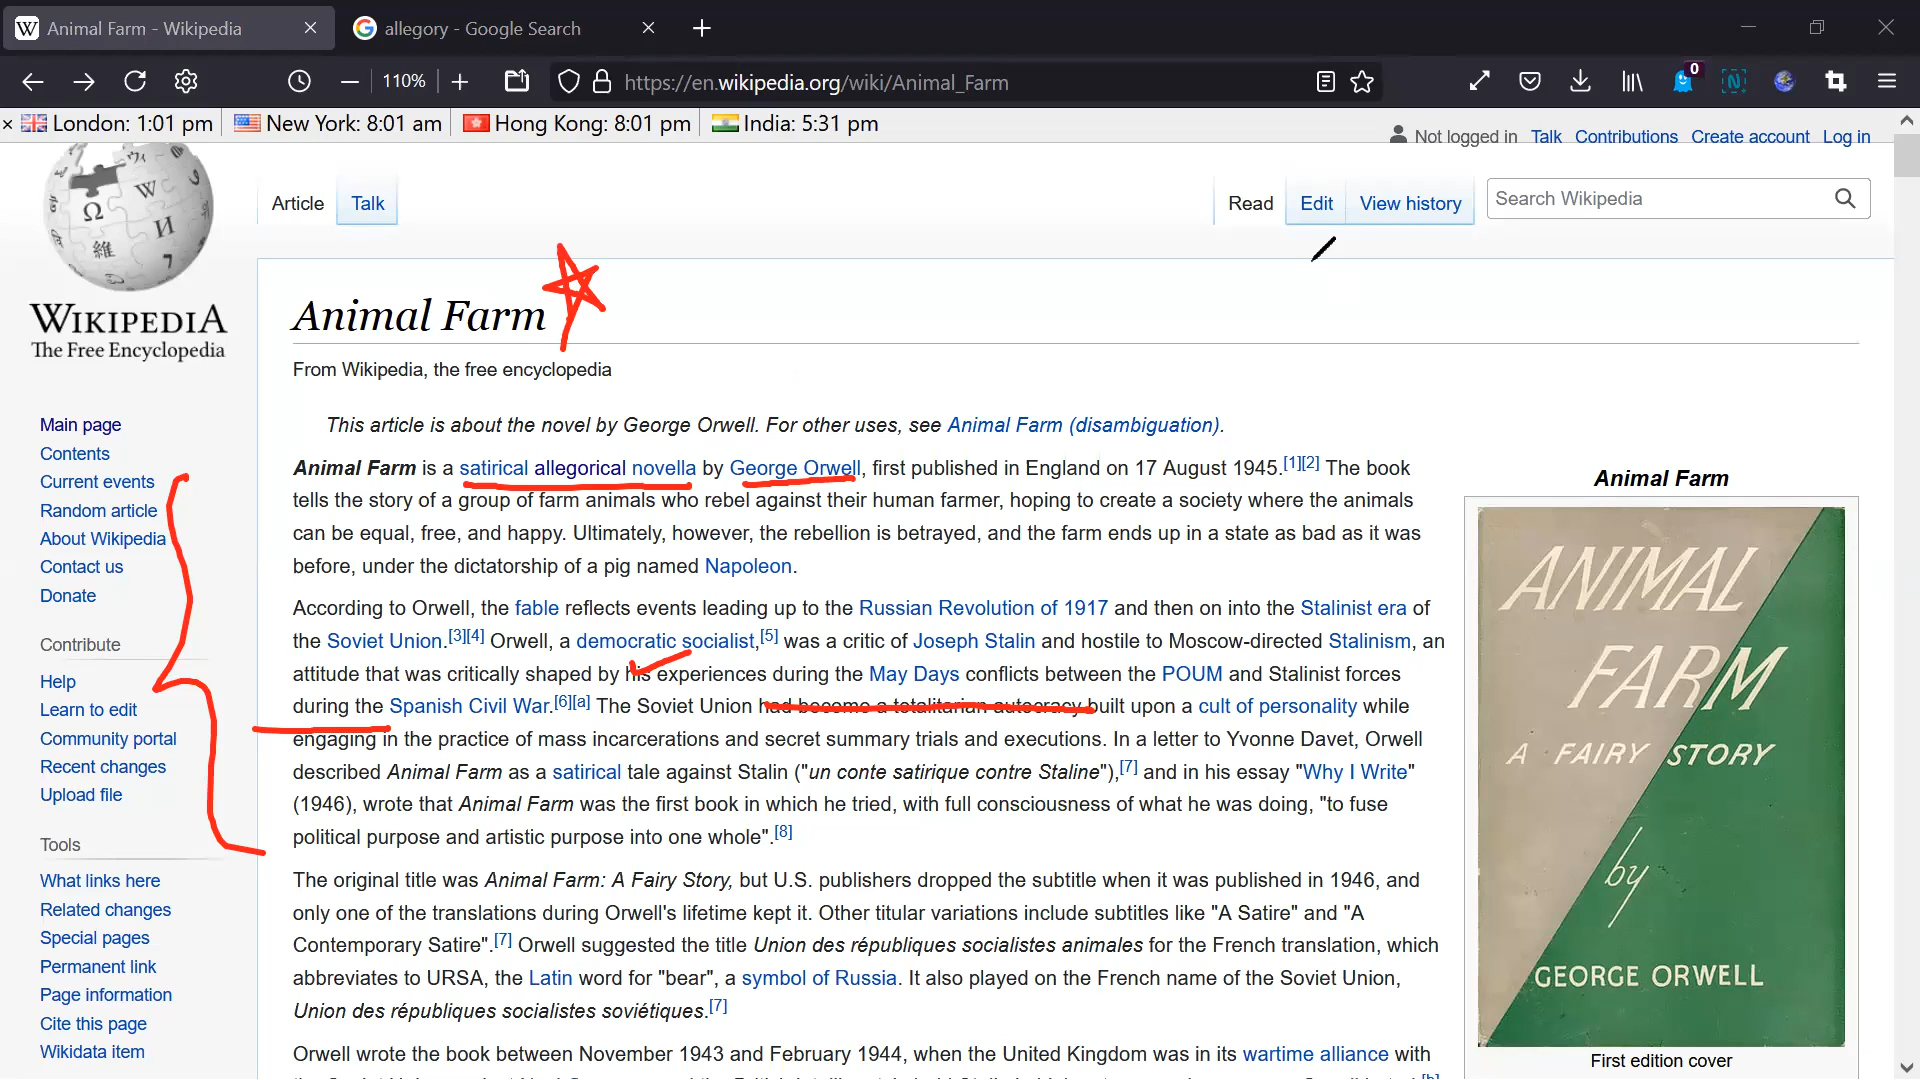 Animal Farm - Wikipedia
allegory - Google Search
110%
https://en.wikipedia.org/wiki/Animal_Farm
0
London: 1:01 pm
New York: 8:01 am
Hong Kong: 8:01 pm
India: 5:31 pm
Not logged in Talk Contributions Create account Log in
WIKIPEDIA
The Free Encyclopedia
Article
Talk
Read
Edit
View history
Search Wikipedia
Main page
Contents
Current events
Random article
About Wikipedia
Contact us
Donate
Contribute
Help
Learn to edit
Community portal
Recent changes
Upload file
Tools
What links here
Related changes
Special pages
Permanent link
Page information
Cite this page
Wikidata item
Animal Farm
From Wikipedia, the free encyclopedia
This article is about the novel by George Orwell. For other uses, see Animal Farm (disambiguation).
Animal Farm is a satirical allegorical novella by George Orwell, first published in England on 17 August 1945.[1][2] The book
tells the story of a group of farm animals who rebel against their human farmer, hoping to create a society where the animals
can be equal, free, and happy. Ultimately, however, the rebellion is betrayed, and the farm ends up in a state as bad as it was
before, under the dictatorship of a pig named Napoleon.
According to Orwell, the fable reflects events leading up to the Russian Revolution of 1917 and then on into the Stalinist era of
the Soviet Union.[3][4] Orwell, a democratic socialist,[5] was a critic of Joseph Stalin and hostile to Moscow-directed Stalinism, an
attitude that was critically shaped by his experiences during the May Days conflicts between the POUM and Stalinist forces
during the Spanish Civil War.[6][a] The Soviet Union had become a totalitarian autocracy built upon a cult of personality while
engaging in the practice of mass incarcerations and secret summary trials and executions. In a letter to Yvonne Davet, Orwell
described Animal Farm as a satirical tale against Stalin ("un conte satirique contre Staline"),[7] and in his essay "Why I Write"
(1946), wrote that Animal Farm was the first book in which he tried, with full consciousness of what he was doing, "to fuse
political purpose and artistic purpose into one whole".[8]
The original title was Animal Farm: A Fairy Story, but U.S. publishers dropped the subtitle when it was published in 1946, and
only one of the translations during Orwell's lifetime kept it. Other titular variations include subtitles like "A Satire" and "A
Contemporary Satire".[7] Orwell suggested the title Union des républiques socialistes animales for the French translation, which
abbreviates to URSA, the Latin word for "bear", a symbol of Russia. It also played on the French name of the Soviet Union,
Union des républiques socialistes soviétiques.[7]
Orwell wrote the book between November 1943 and February 1944, when the United Kingdom was in its wartime alliance with
Animal Farm
ANIMAL
FARM
A FAIRY STORY
by
GEORGE ORWELL
First edition cover